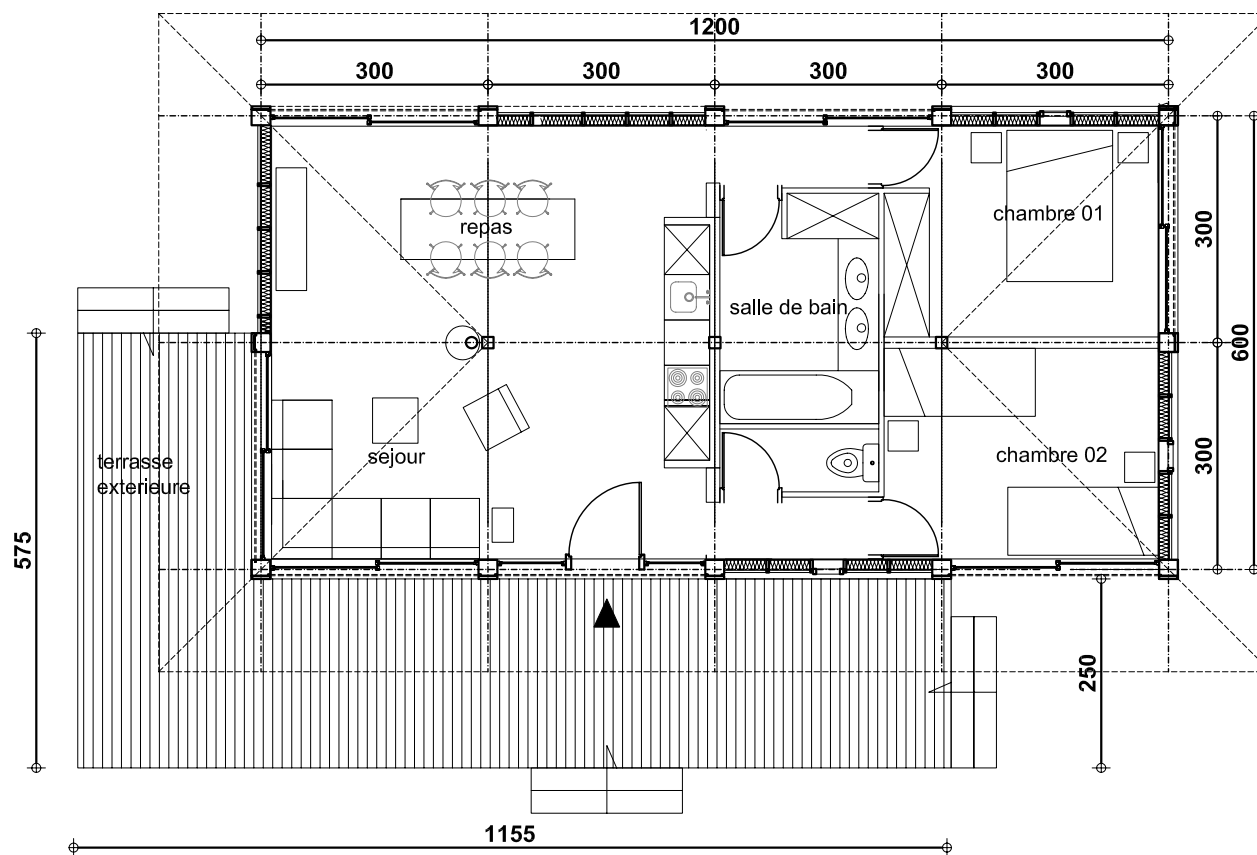 1200
300 300 300 300
repas
chambre 01
300
salle de bain
600
sejour
chambre 02
300
terrasse
exterieure
575
250
1155